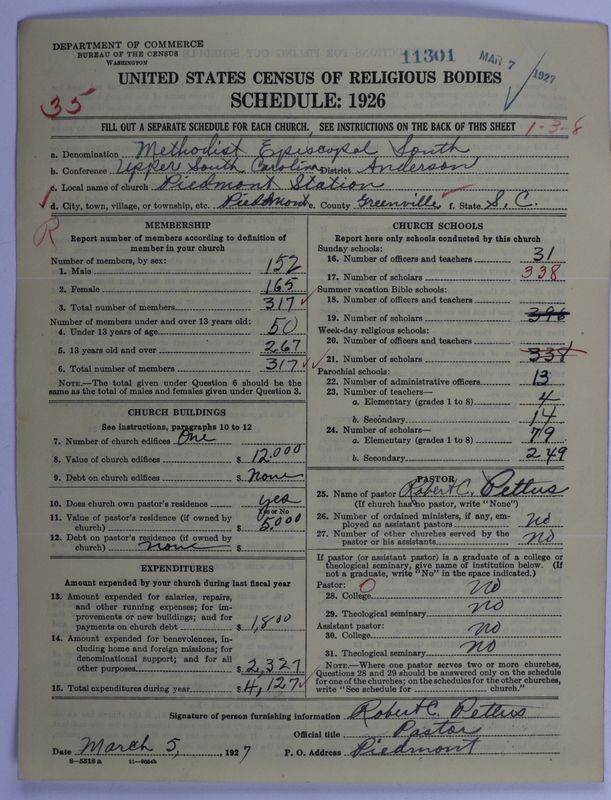 DEPARTMENT OF COMMERCE
BUREAU OF THE CENSUS
WASHINGTON
11301
MAR 7 1927
UNITED STATES CENSUS OF RELIGIOUS BODIES
SCHEDULE: 1926
35
FILL OUT A SEPARATE SCHEDULE FOR EACH CHURCH. SEE INSTRUCTIONS ON THE BACK OF THIS SHEET
1-3-8
a. Denomination Methodist Episcopal South
b. Conference Upper South Carolina District Anderson
c. Local name of church Piedmont Station
d. City, town, village, or township, etc. Piedmont e. County Greenville f. State S. C.
R
MEMBERSHIP
Report number of members according to definition of
member in your church
Number of members, by sex:
1. Male 152
2. Female 165
3. Total number of members 317
Number of members under and over 13 years old:
4. Under 13 years of age 50
5. 13 years old and over 267
6. Total number of members 317
NOTE.—The total given under Question 6 should be the
same as the total of males and females given under Question 3.
CHURCH BUILDINGS
See instructions, paragraphs 10 to 12
7. Number of church edifices One
8. Value of church edifices $ 12.000
9. Debt on church edifices $ None
10. Does church own pastor's residence yes
Yes or No
11. Value of pastor's residence (if owned by
church) $ 5.000
12. Debt on pastor's residence (if owned by
church) none $
EXPENDITURES
Amount expended by your church during last fiscal year
13. Amount expended for salaries, repairs,
and other running expenses; for im-
provements or new buildings; and for
payments on church debt $ 1,800
14. Amount expended for benevolences, in-
cluding home and foreign missions; for
denominational support; and for all
other purposes $ 2,327
15. Total expenditures during year $ 4,127
CHURCH SCHOOLS
Report here only schools conducted by this church
Sunday schools:
16. Number of officers and teachers 31
17. Number of scholars 338
Summer vacation Bible schools:
18. Number of officers and teachers
19. Number of scholars 396
Week-day religious schools:
20. Number of officers and teachers
21. Number of scholars 338
Parochial schools:
22. Number of administrative officers 13
23. Number of teachers—
a. Elementary (grades 1 to 8) 4
b. Secondary 14
24. Number of scholars—
a. Elementary (grades 1 to 8) 79
b. Secondary 249
PASTOR
25. Name of pastor Robert C. Pettus
(If church has no pastor, write "None")
26. Number of ordained ministers, if any, em-
ployed as assistant pastors no
27. Number of other churches served by the
pastor or his assistants no
If pastor (or assistant pastor) is a graduate of a college or
theological seminary, give name of institution below. (If
not a graduate, write "No" in the space indicated.)
Pastor: 0
28. College no
29. Theological seminary no
Assistant pastor:
30. College no
31. Theological seminary no
NOTE.—Where one pastor serves two or more churches,
Questions 28 and 29 should be answered only on the schedule
for one of the churches; on the schedules for the other churches,
write "See schedule for church."
Signature of person furnishing information Robert C. Pettus
Official title Pastor
Date March 5, 1927 P. O. Address Piedmont
8—5518 a